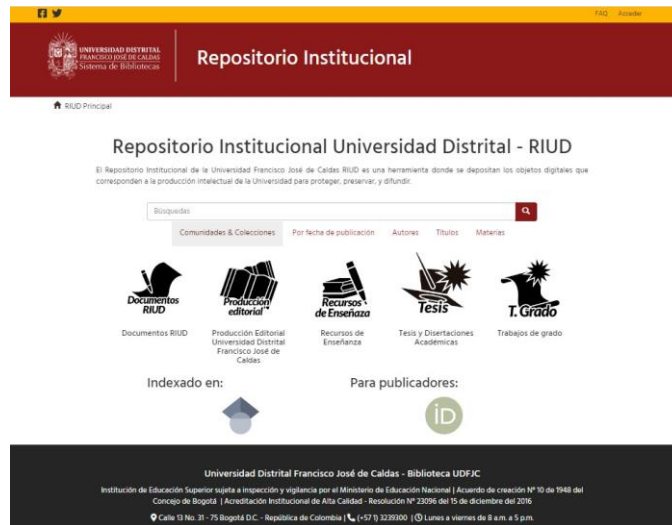 FAQ Acceder
UNIVERSIDAD DISTRITAL
FRANCISCO JOSÉ DE CALDAS
Sistema de Bibliotecas
Repositorio Institucional
RIUD Principal
Repositorio Institucional Universidad Distrital - RIUD
El Repositorio Institucional de la Universidad Francisco José de Caldas RIUD es una herramienta donde se depositan los objetos digitales que
corresponden a la producción intelectual de la Universidad para proteger, preservar, y difundir.
Búsquedas
Comunidades & Colecciones Por fecha de publicación Autores Títulos Materias
Documentos
RIUD
Producción
editorial
Recursos
de Enseñaza
Tesis
T. Grado
Documentos RIUD
Producción Editorial
Universidad Distrital
Francisco José de
Caldas
Recursos de
Enseñanza
Tesis y Disertaciones
Académicas
Trabajos de grado
Indexado en:
Para publicadores:
iD
Universidad Distrital Francisco José de Caldas - Biblioteca UDFJC
Institución de Educación Superior sujeta a inspección y vigilancia por el Ministerio de Educación Nacional | Acuerdo de creación N° 10 de 1948 del
Concejo de Bogotá | Acreditación Institucional de Alta Calidad - Resolución N° 23096 del 15 de diciembre del 2016
Calle 13 No. 31 - 75 Bogotá D.C. - República de Colombia | (+57 1) 3239300 | Lunes a viernes de 8 a.m. a 5 p.m.